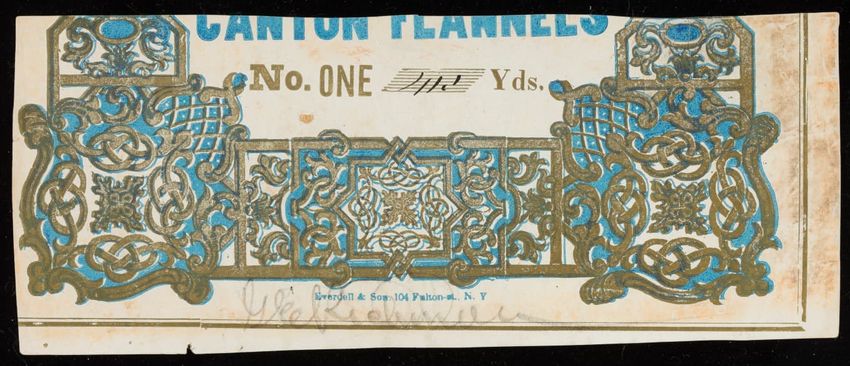 CANTON FLANNELS
No. ONE Yds.
Everdell & Son, 104 Fulton-st., N. Y